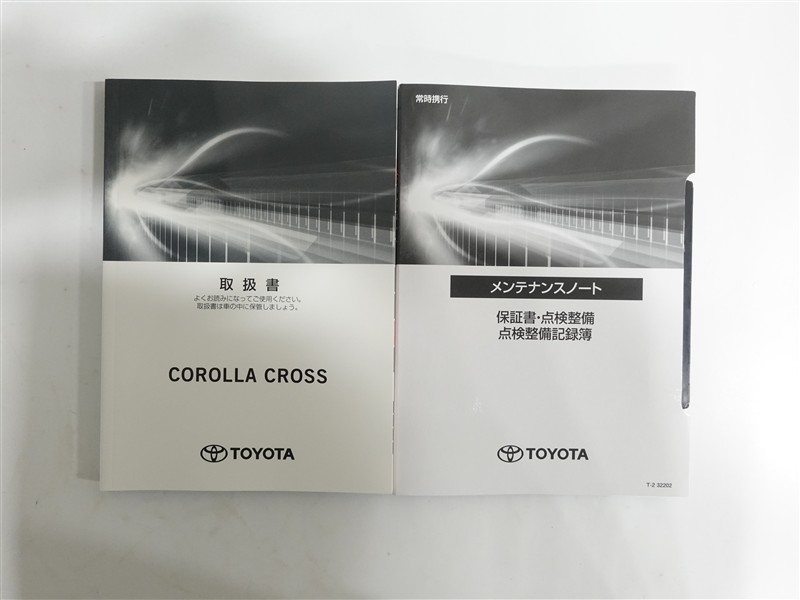 取扱書
よくお読みになってご使用ください。
取扱書は車の中に保管しましょう。
COROLLA CROSS
TOYOTA
常時携行
メンテナンスノート
保証書・点検整備
点検整備記録簿
TOYOTA
T-2 32202